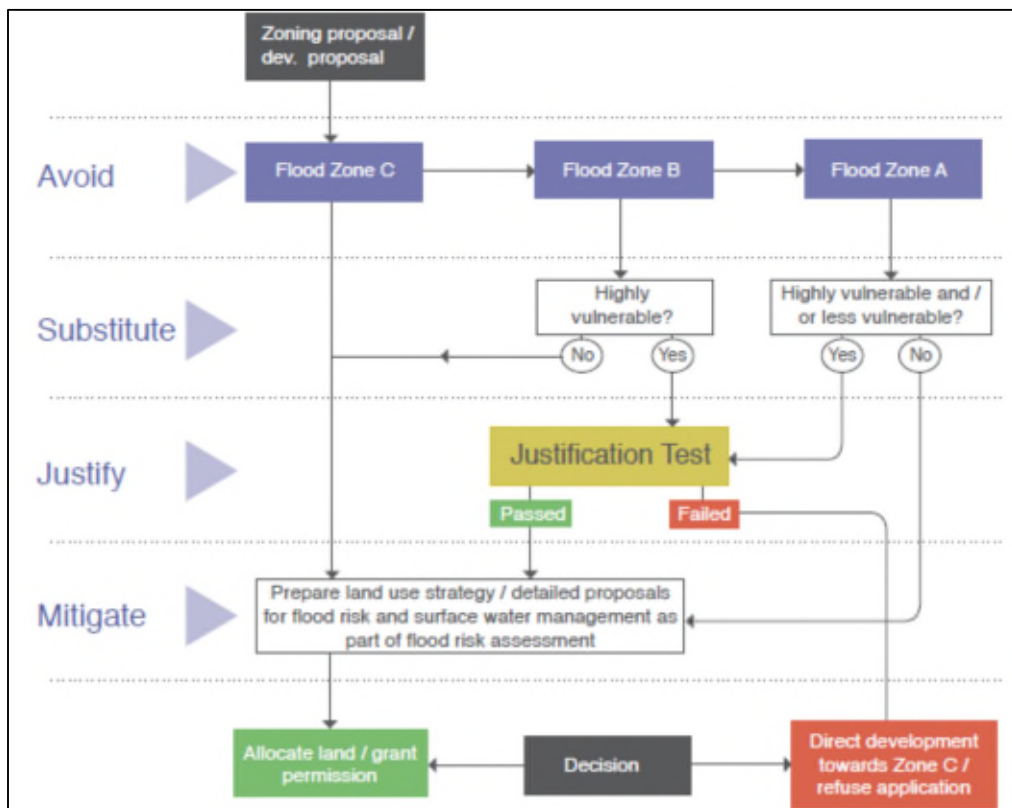 Zoning proposal /
dev. proposal
Avoid
Flood Zone C
Flood Zone B
Flood Zone A
Substitute
Highly
vulnerable?
Highly vulnerable and /
or less vulnerable?
No
Yes
Yes
No
Justify
Justification Test
Passed
Failed
Mitigate
Prepare land use strategy / detailed proposals
for flood risk and surface water management as
part of flood risk assessment
Allocate land / grant
permission
Decision
Direct development
towards Zone C /
refuse application